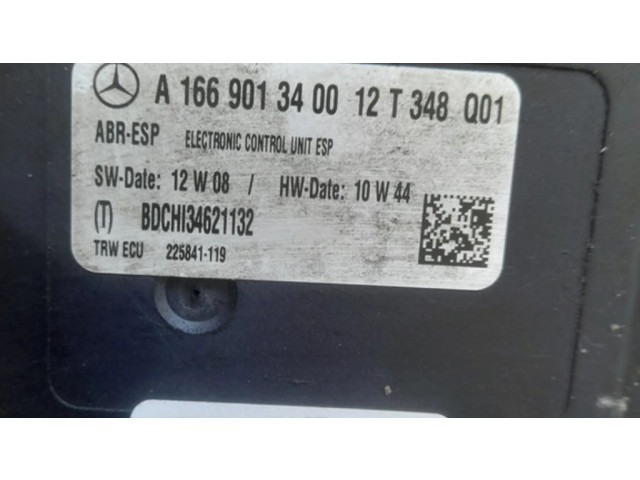 A 166 901 34 00 12 T 348 Q01
ABR-ESP ELECTRONIC CONTROL UNIT ESP
SW-Date: 12 W 08 / HW-Date: 10 W 44
(T) BDCHI34621132
TRW ECU 225841-119